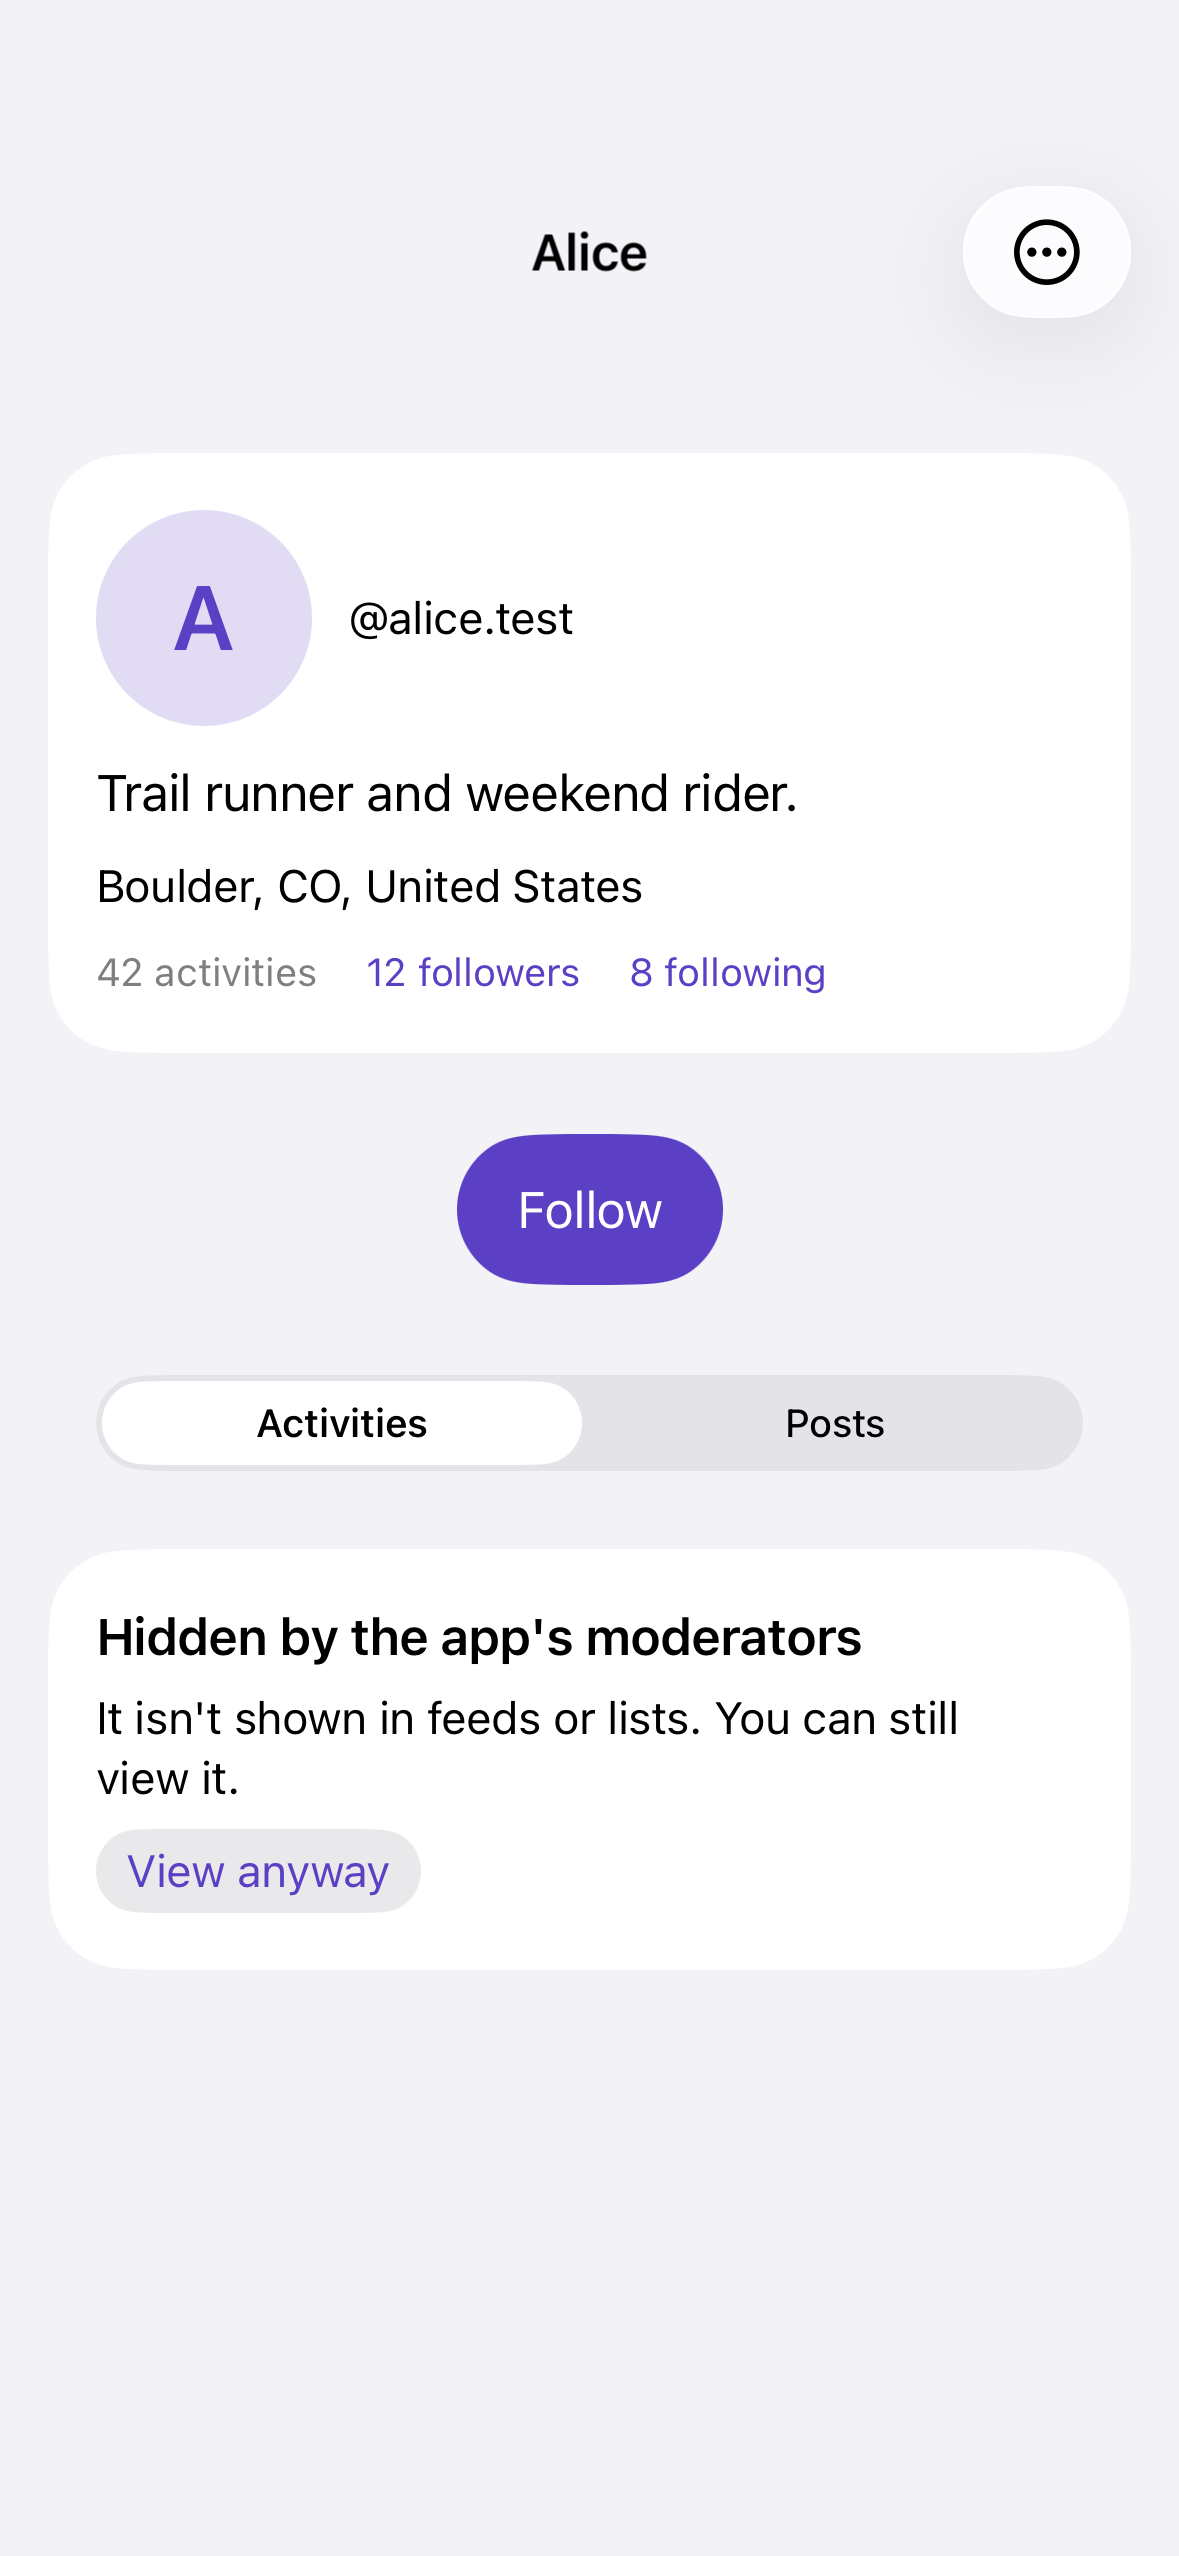 Alice
A
@alice.test
Trail runner and weekend rider.
Boulder, CO, United States
42 activities 12 followers 8 following
Follow
Activities Posts
Hidden by the app's moderators
It isn't shown in feeds or lists. You can still
view it.
View anyway